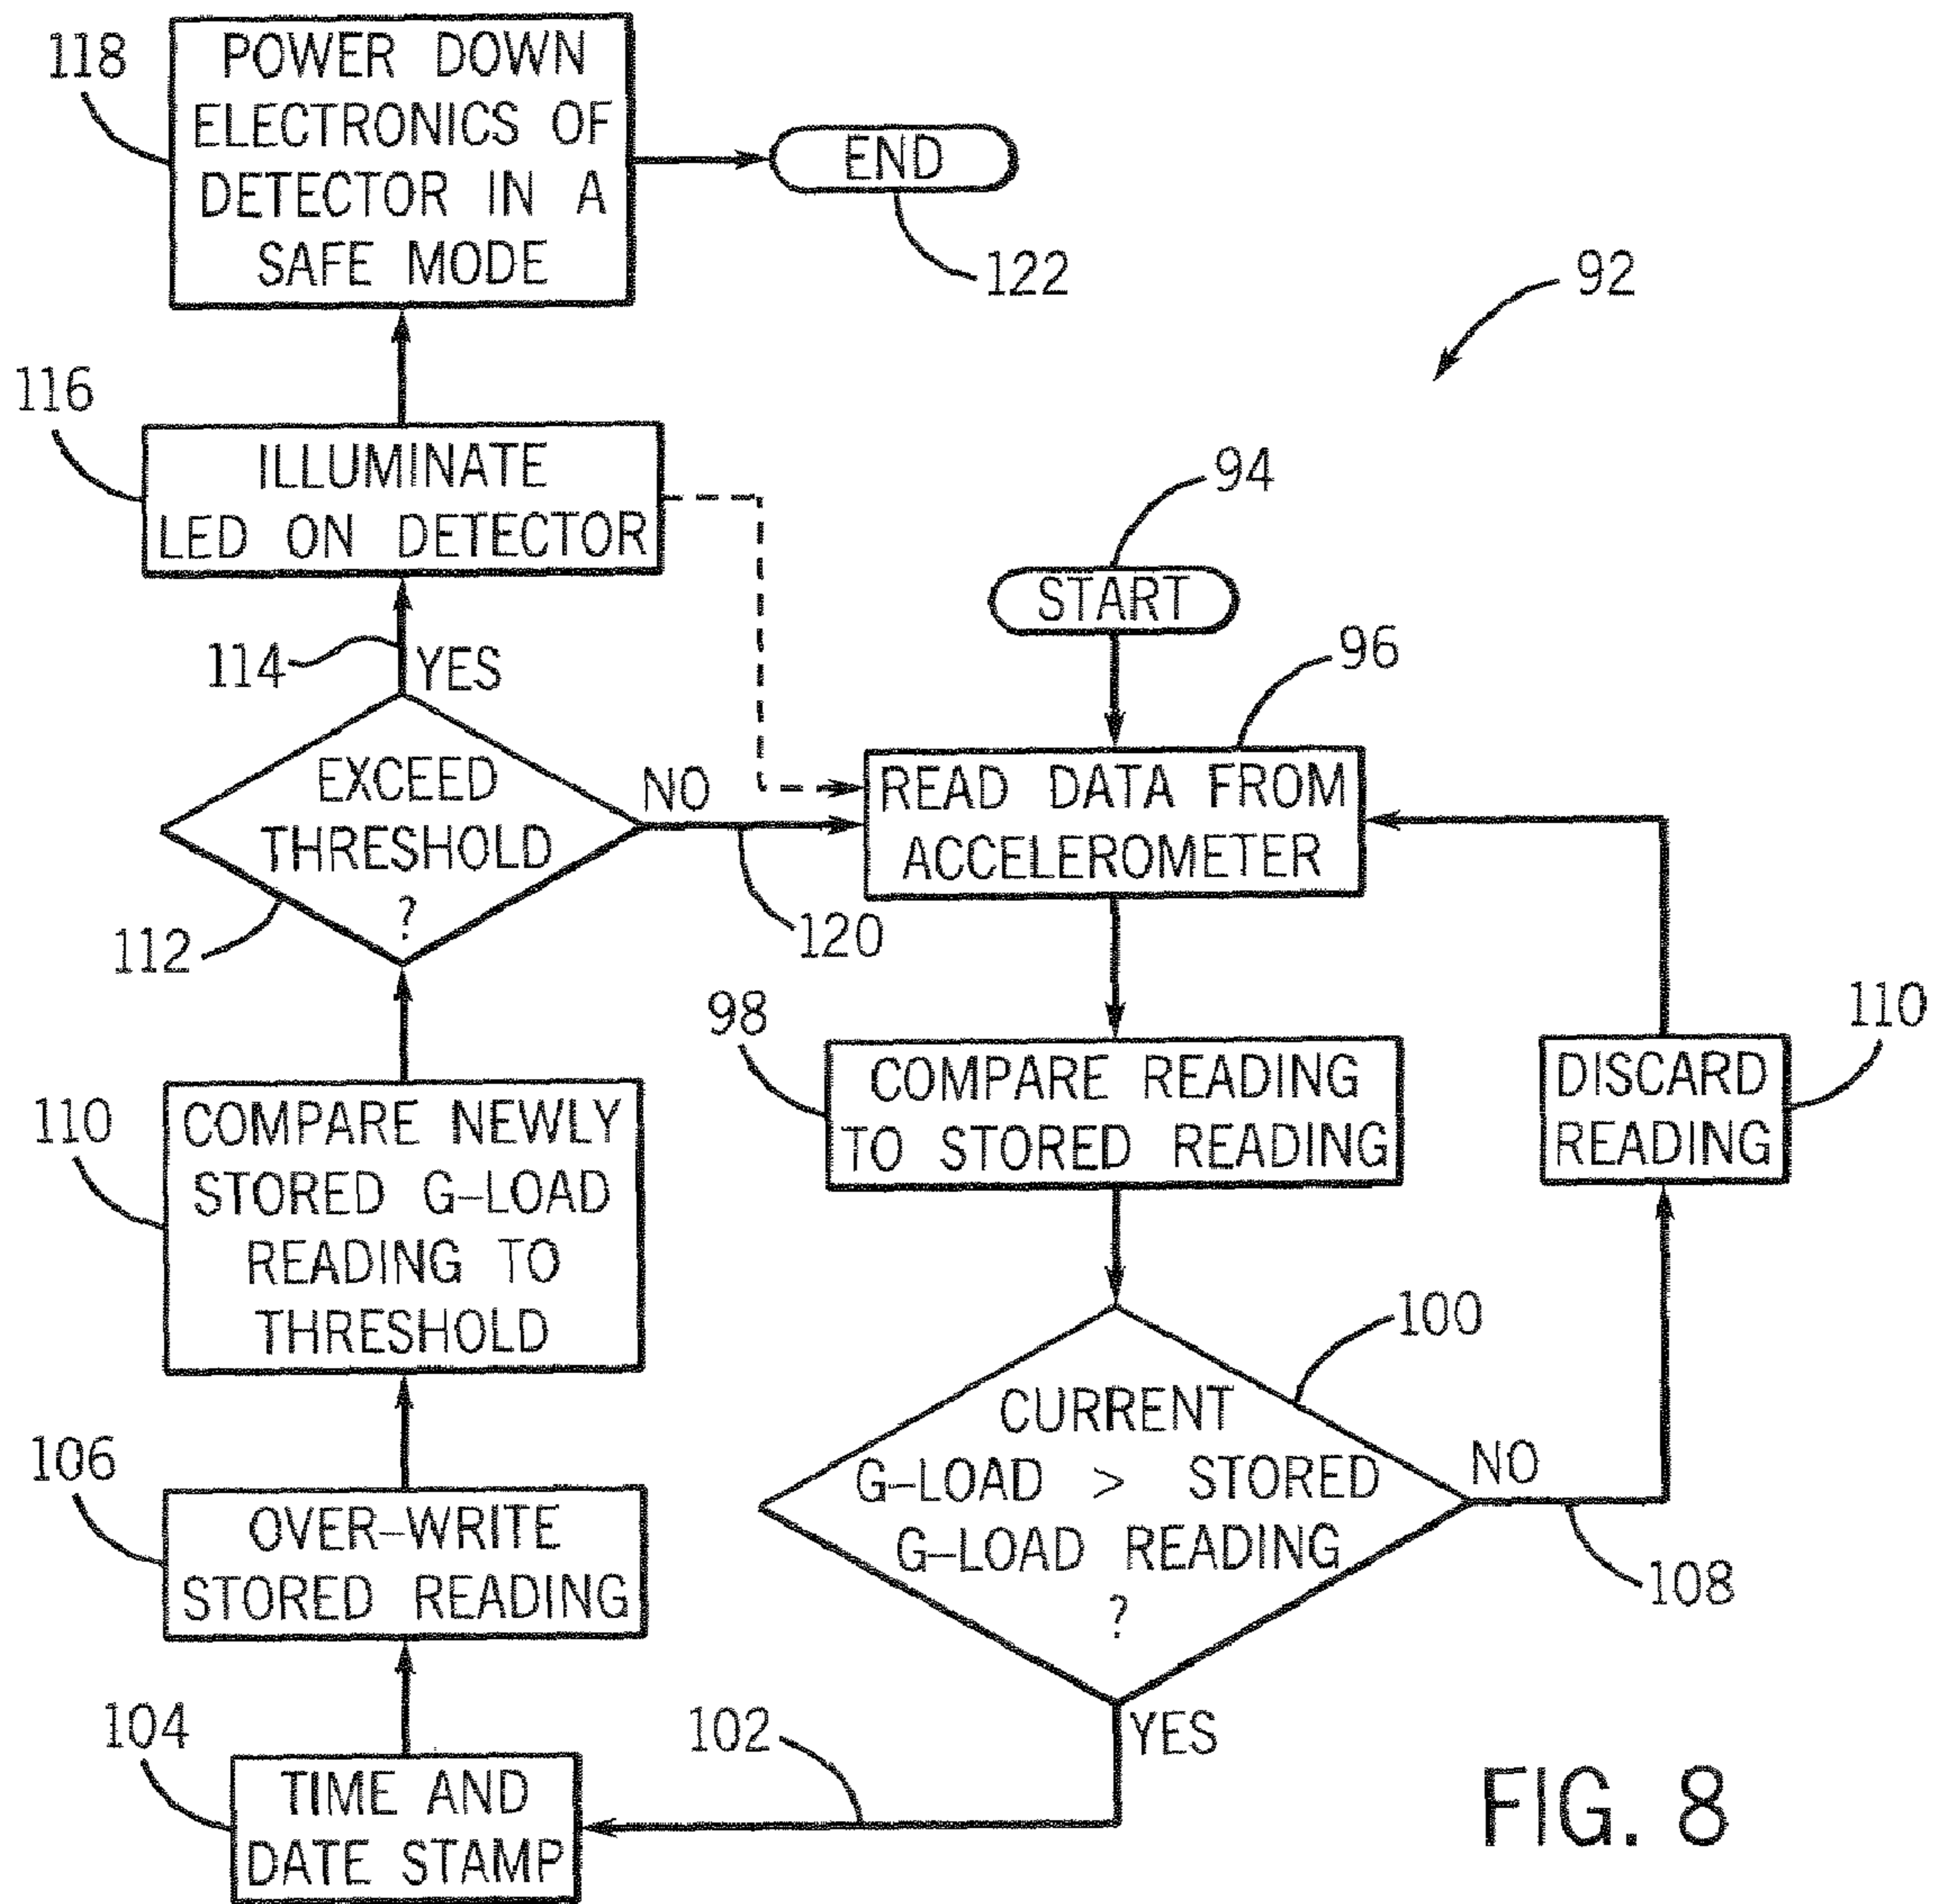 118
POWER DOWN
ELECTRONICS OF
DETECTOR IN A
SAFE MODE
END
122
92
116
ILLUMINATE
LED ON DETECTOR
94
START
114
YES
96
EXCEED
THRESHOLD
?
NO
READ DATA FROM
ACCELEROMETER
112
120
98
COMPARE READING
TO STORED READING
110
DISCARD
READING
110
COMPARE NEWLY
STORED G-LOAD
READING TO
THRESHOLD
100
CURRENT
G-LOAD > STORED
G-LOAD READING
?
NO
108
106
OVER-WRITE
STORED READING
104
TIME AND
DATE STAMP
102
YES
FIG. 8